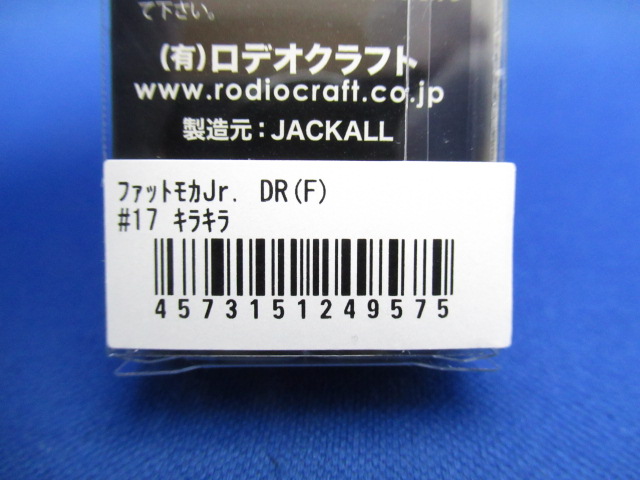 て下さい。
(有)ロデオクラフト
www.rodiocraft.co.jp
製造元：JACKALL
ﾌｧｯﾄﾓｶJr. DR(F)
#17 ｷﾗｷﾗ
4573151249575